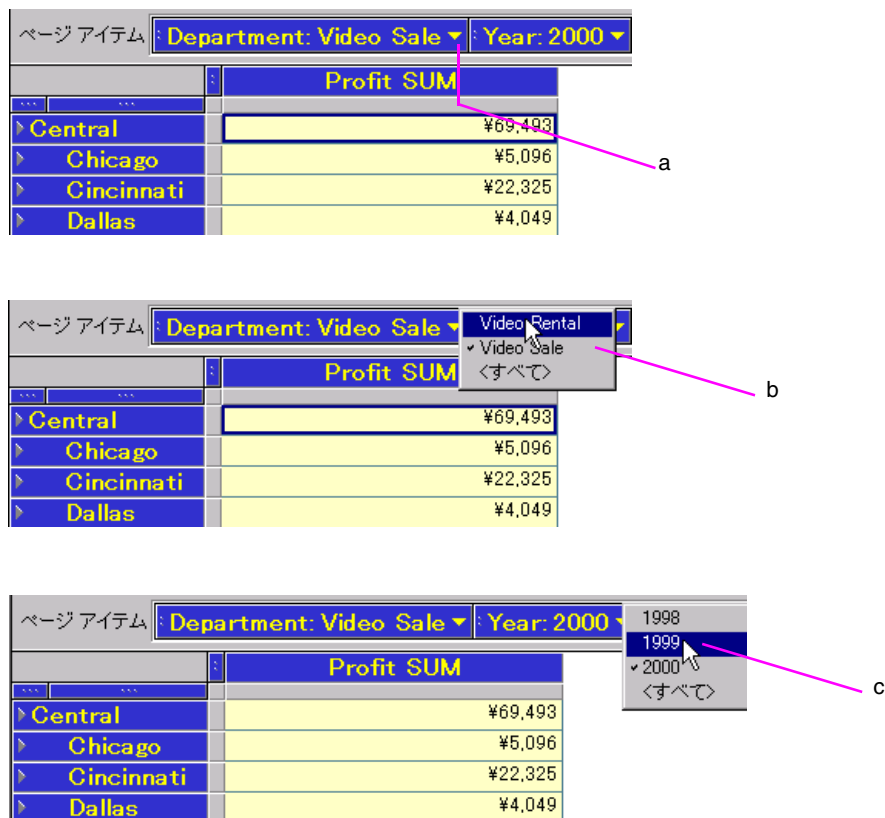 ページ アイテム Department: Video Sale Year: 2000
Profit SUM
Central ¥69,493
a
Chicago ¥5,096
Cincinnati ¥22,325
Dallas ¥4,049
ページ アイテム Department: Video Sale Video Rental
Video Sale
Profit SUM <すべて>
b
Central ¥69,493
Chicago ¥5,096
Cincinnati ¥22,325
Dallas ¥4,049
ページ アイテム Department: Video Sale Year: 2000 1998
1999
Profit SUM 2000
<すべて>
c
Central ¥69,493
Chicago ¥5,096
Cincinnati ¥22,325
Dallas ¥4,049